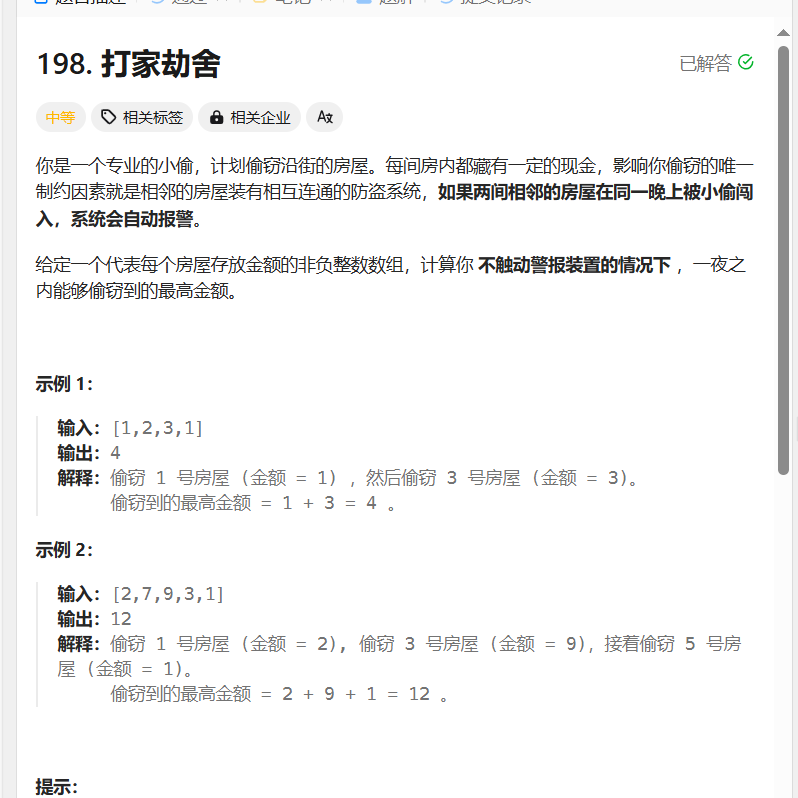 198. 打家劫舍
已解答
中等
相关标签
相关企业
你是一个专业的小偷，计划偷窃沿街的房屋。每间房内都藏有一定的现金，影响你偷窃的唯一
制约因素就是相邻的房屋装有相互连通的防盗系统，如果两间相邻的房屋在同一晚上被小偷闯
入，系统会自动报警。
给定一个代表每个房屋存放金额的非负整数数组，计算你 不触动警报装置的情况下 ，一夜之
内能够偷窃到的最高金额。
示例 1：
输入：[1,2,3,1]
输出：4
解释：偷窃 1 号房屋 (金额 = 1) ，然后偷窃 3 号房屋 (金额 = 3)。
偷窃到的最高金额 = 1 + 3 = 4 。
示例 2：
输入：[2,7,9,3,1]
输出：12
解释：偷窃 1 号房屋 (金额 = 2), 偷窃 3 号房屋 (金额 = 9)，接着偷窃 5 号房
屋 (金额 = 1)。
偷窃到的最高金额 = 2 + 9 + 1 = 12 。
提示：